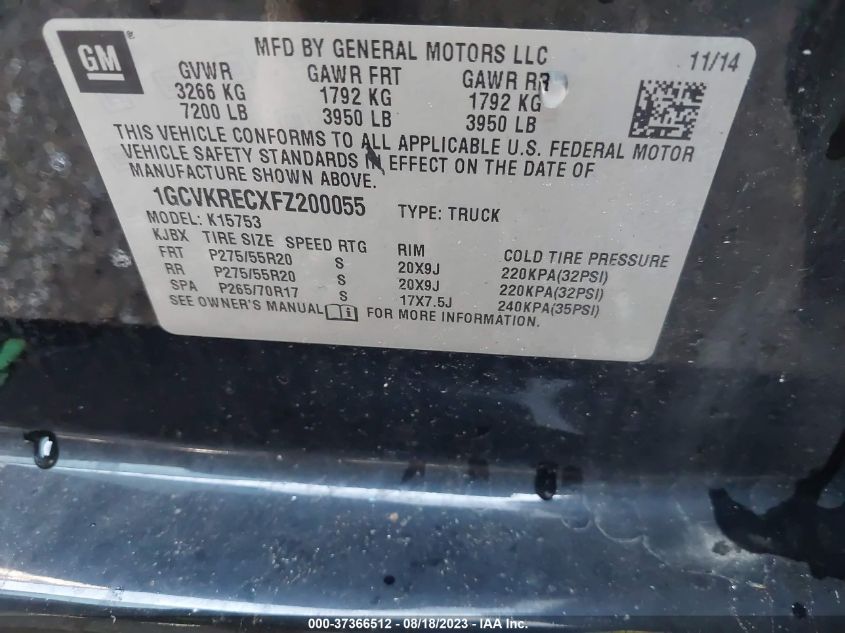 GM
MFD BY GENERAL MOTORS LLC 11/14
GVWR GAWR FRT GAWR RR
3266 KG 1792 KG 1792 KG
7200 LB 3950 LB 3950 LB
THIS VEHICLE CONFORMS TO ALL APPLICABLE U.S. FEDERAL MOTOR
VEHICLE SAFETY STANDARDS IN EFFECT ON THE DATE OF
MANUFACTURE SHOWN ABOVE.
1GCVKRECXFZ200055 TYPE: TRUCK
MODEL: K15753
KJBX TIRE SIZE SPEED RTG RIM COLD TIRE PRESSURE
FRT P275/55R20 S 20X9J 220KPA(32PSI)
RR P275/55R20 S 20X9J 220KPA(32PSI)
SPA P265/70R17 S 17X7.5J 240KPA(35PSI)
SEE OWNER'S MANUAL FOR MORE INFORMATION.
000-37366512 - 08/18/2023 - © IAA Inc.